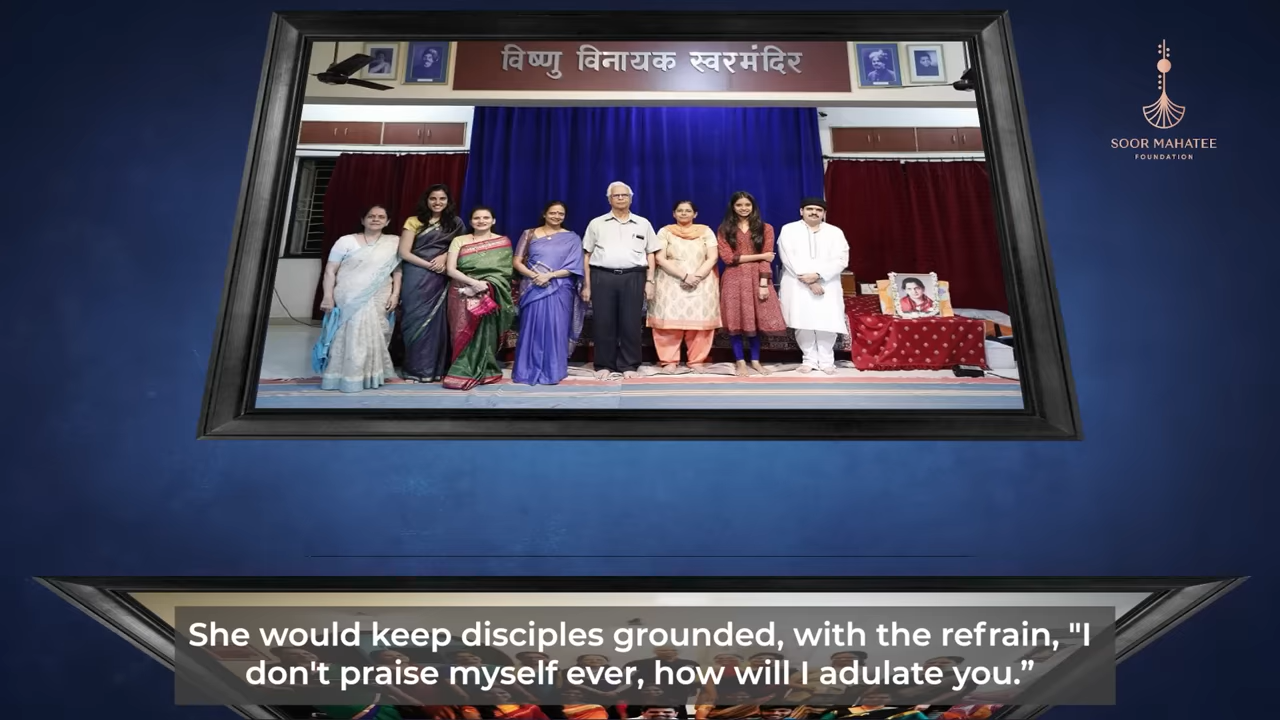 विष्णु विनायक स्वरमंदिर
SOOR MAHATEE
FOUNDATION
She would keep disciples grounded, with the refrain, "I
don't praise myself ever, how will I adulate you.”